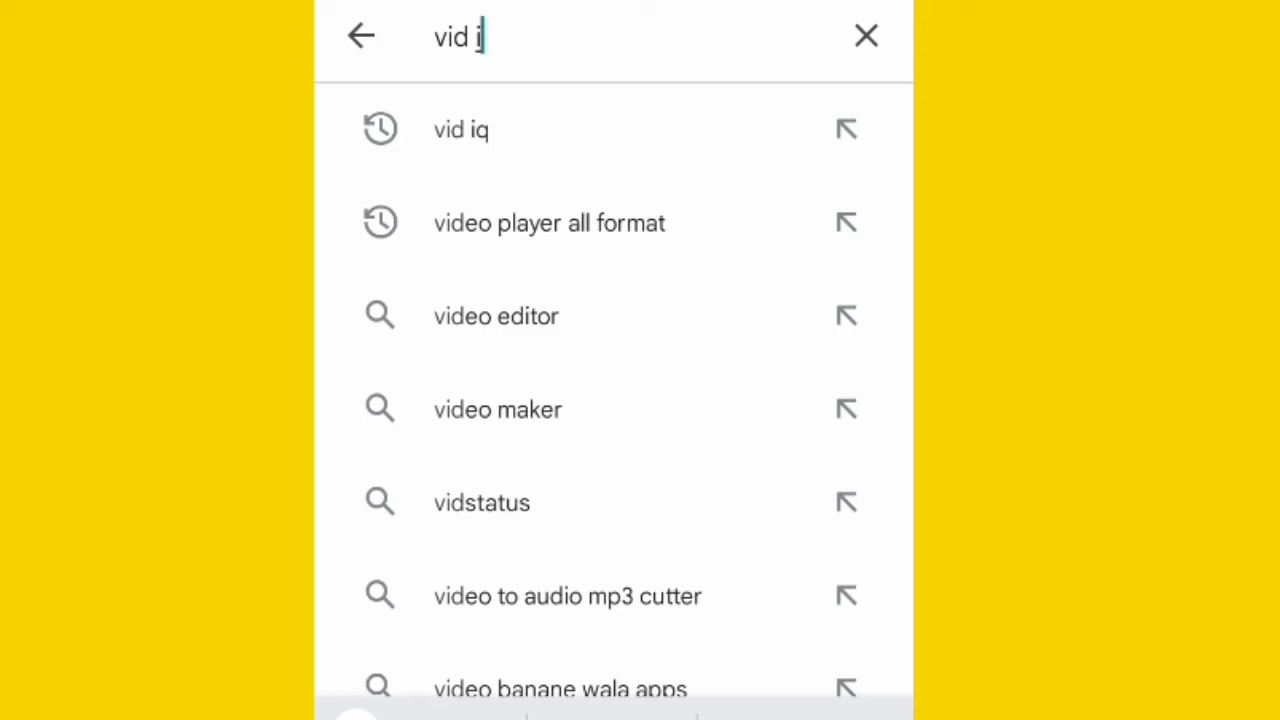 vid i
vid iq
video player all format
video editor
video maker
vidstatus
video to audio mp3 cutter
video banane wala apps